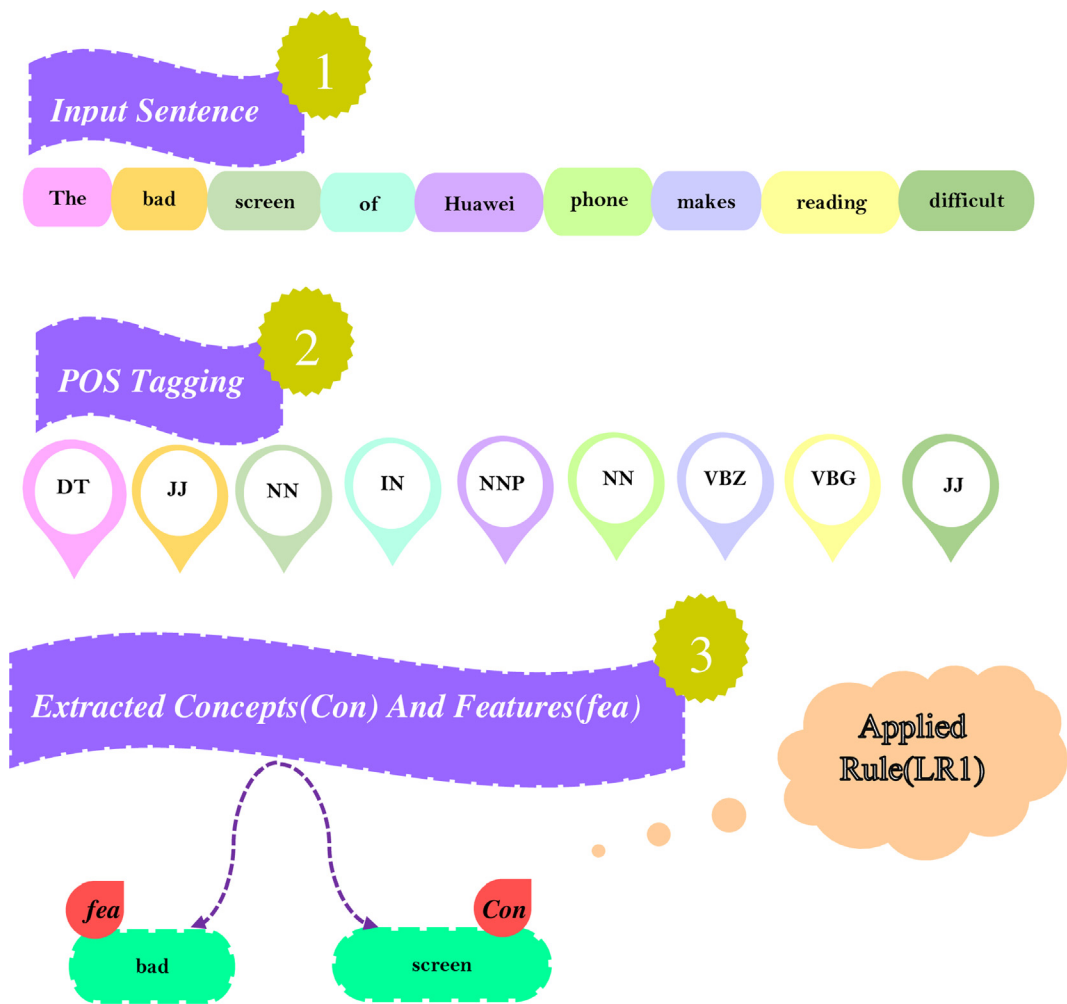 1
Input Sentence
The bad screen of Huawei phone makes reading difficult
2
POS Tagging
DT JJ NN IN NNP NN VBZ VBG JJ
3
Extracted Concepts(Con) And Features(fea)
Applied
Rule(LR1)
fea Con
bad screen